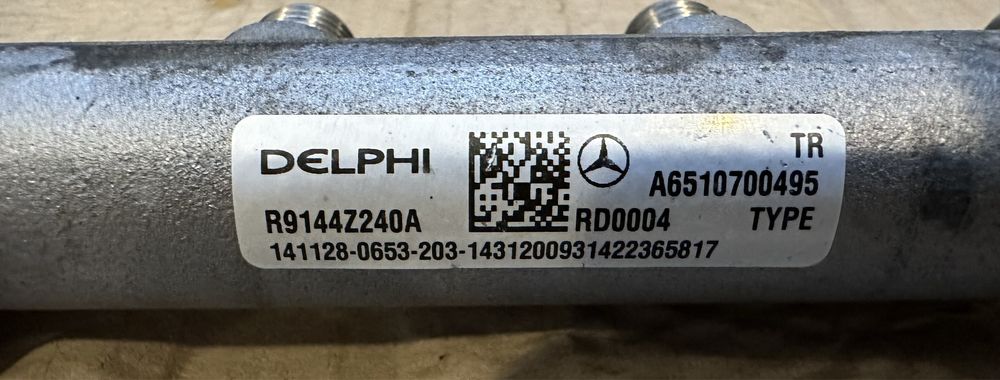 DELPHI TR
A6510700495
R9144Z240A RD0004 TYPE
141128-0653-203-1431200931422365817